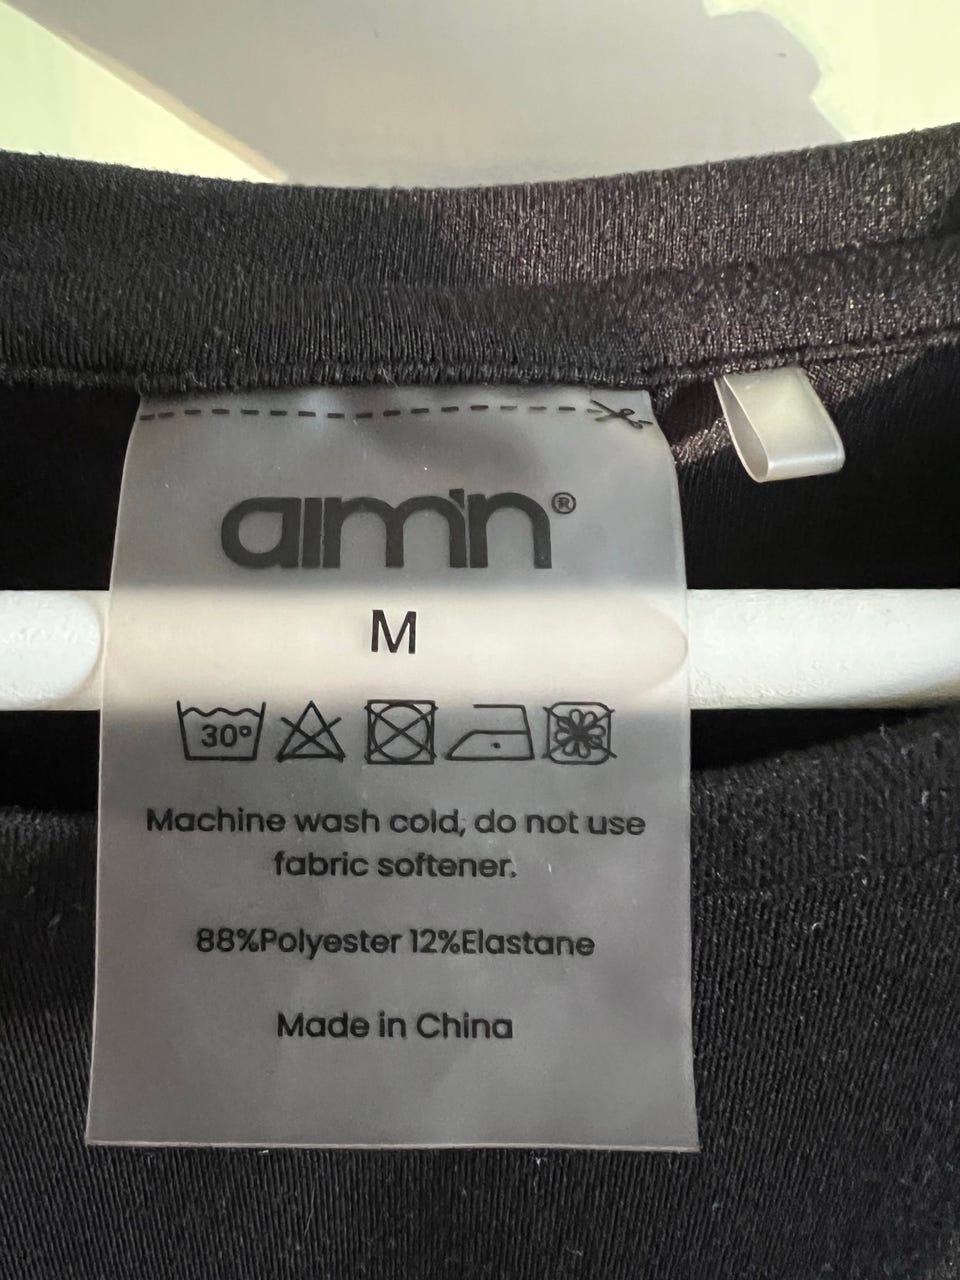 aim'n®
M
30°
Machine wash cold, do not use
fabric softener.
88%Polyester 12%Elastane
Made in China